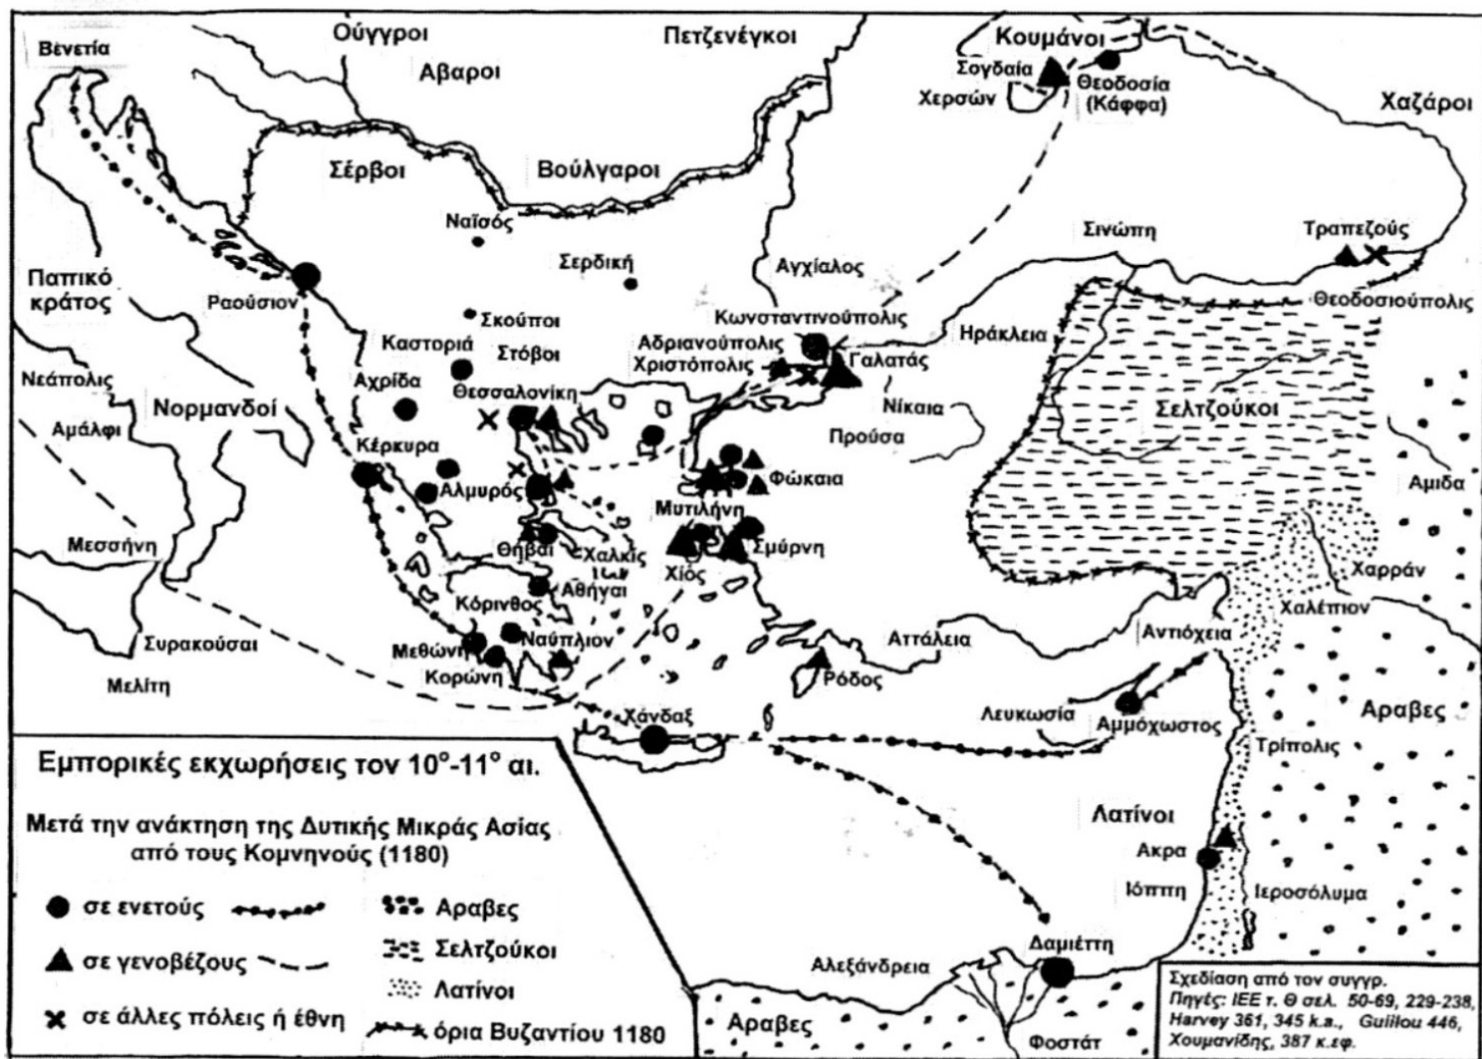 Βενετία
Ούγγροι
Αβαροι
Πετζενέγκοι
Κουμάνοι
Σογδαία
Χερσών
Θεοδοσία
(Κάφφα)
Χαζάροι
Σέρβοι
Βούλγαροι
Ναϊσός
Σερδική
Αγχίαλος
Σινώπη
Τραπεζούς
Θεοδοσιούπολις
Παπικό
κράτος
Ραούσιον
Σκούποι
Στόβοι
Καστοριά
Αχρίδα
Κωνσταντινούπολις
Αδριανούπολις
Χριστόπολις
Γαλατάς
Ηράκλεια
Νεάπολις
Αμάλφι
Νορμανδοί
Θεσσαλονίκη
Νίκαια
Προύσα
Σελτζούκοι
Κέρκυρα
Αλμυρός
Φώκαια
Μυτιλήνη
Αμιδα
Μεσσήνη
Θήβαι
Χαλκίς
Χίος
Σμύρνη
Χαρράν
Κόρινθος
Αθήναι
Χαλέπιον
Συρακούσαι
Μεθώνη
Ναύπλιον
Κορώνη
Ρόδος
Αττάλεια
Αντιόχεια
Μελίτη
Χάνδαξ
Λευκωσία
Αμμόχωστος
Αραβες
Τρίπολις
Λατίνοι
Ακρα
Ιόππη
Ιεροσόλυμα
Δαμιέττη
Αλεξάνδρεια
Αραβες
Φοστάτ
Εμπορικές εκχωρήσεις τον 10°-11° αι.
Μετά την ανάκτηση της Δυτικής Μικράς Ασίας
από τους Κομνηνούς (1180)
σε ενετούς
σε γενοβέζους
σε άλλες πόλεις ή έθνη
Αραβες
Σελτζούκοι
Λατίνοι
όρια Βυζαντίου 1180
Σχεδίαση από τον συγγρ.
Πηγές: ΙΕΕ τ. Θ σελ. 50-69, 229-238,
Harvey 361, 345 κ.α., Guillou 446,
Χουμανίδης, 387 κ.εφ.